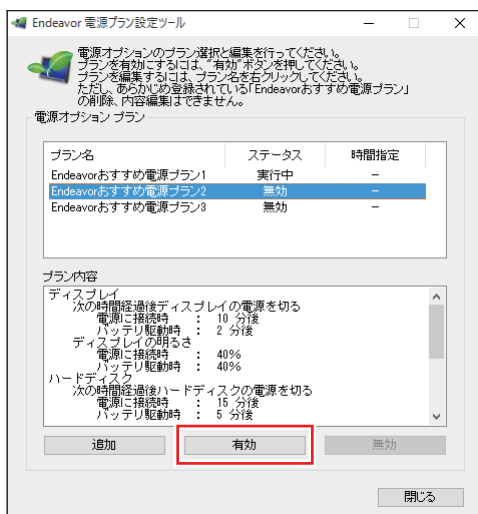 Endeavor 電源プラン設定ツール
電源オプションのプラン選択と編集を行ってください。
プランを有効にするには、"有効"ボタンを押してください。
プランを編集するには、プラン名を右クリックしてください。
ただし、あらかじめ登録されている「Endeavorおすすめ電源プラン」
の削除、内容編集はできません。
電源オプション プラン
プラン名 ステータス 時間指定
Endeavorおすすめ電源プラン1 実行中 −
Endeavorおすすめ電源プラン2 無効 −
Endeavorおすすめ電源プラン3 無効 −
プラン内容
ディスプレイ
次の時間経過後ディスプレイの電源を切る
電源に接続時 : 10 分後
バッテリ駆動時 : 2 分後
ディスプレイの明るさ
電源に接続時 : 40%
バッテリ駆動時 : 40%
ハードディスク
次の時間経過後ハードディスクの電源を切る
電源に接続時 : 15 分後
バッテリ駆動時 : 5 分後
追加 有効 無効
閉じる